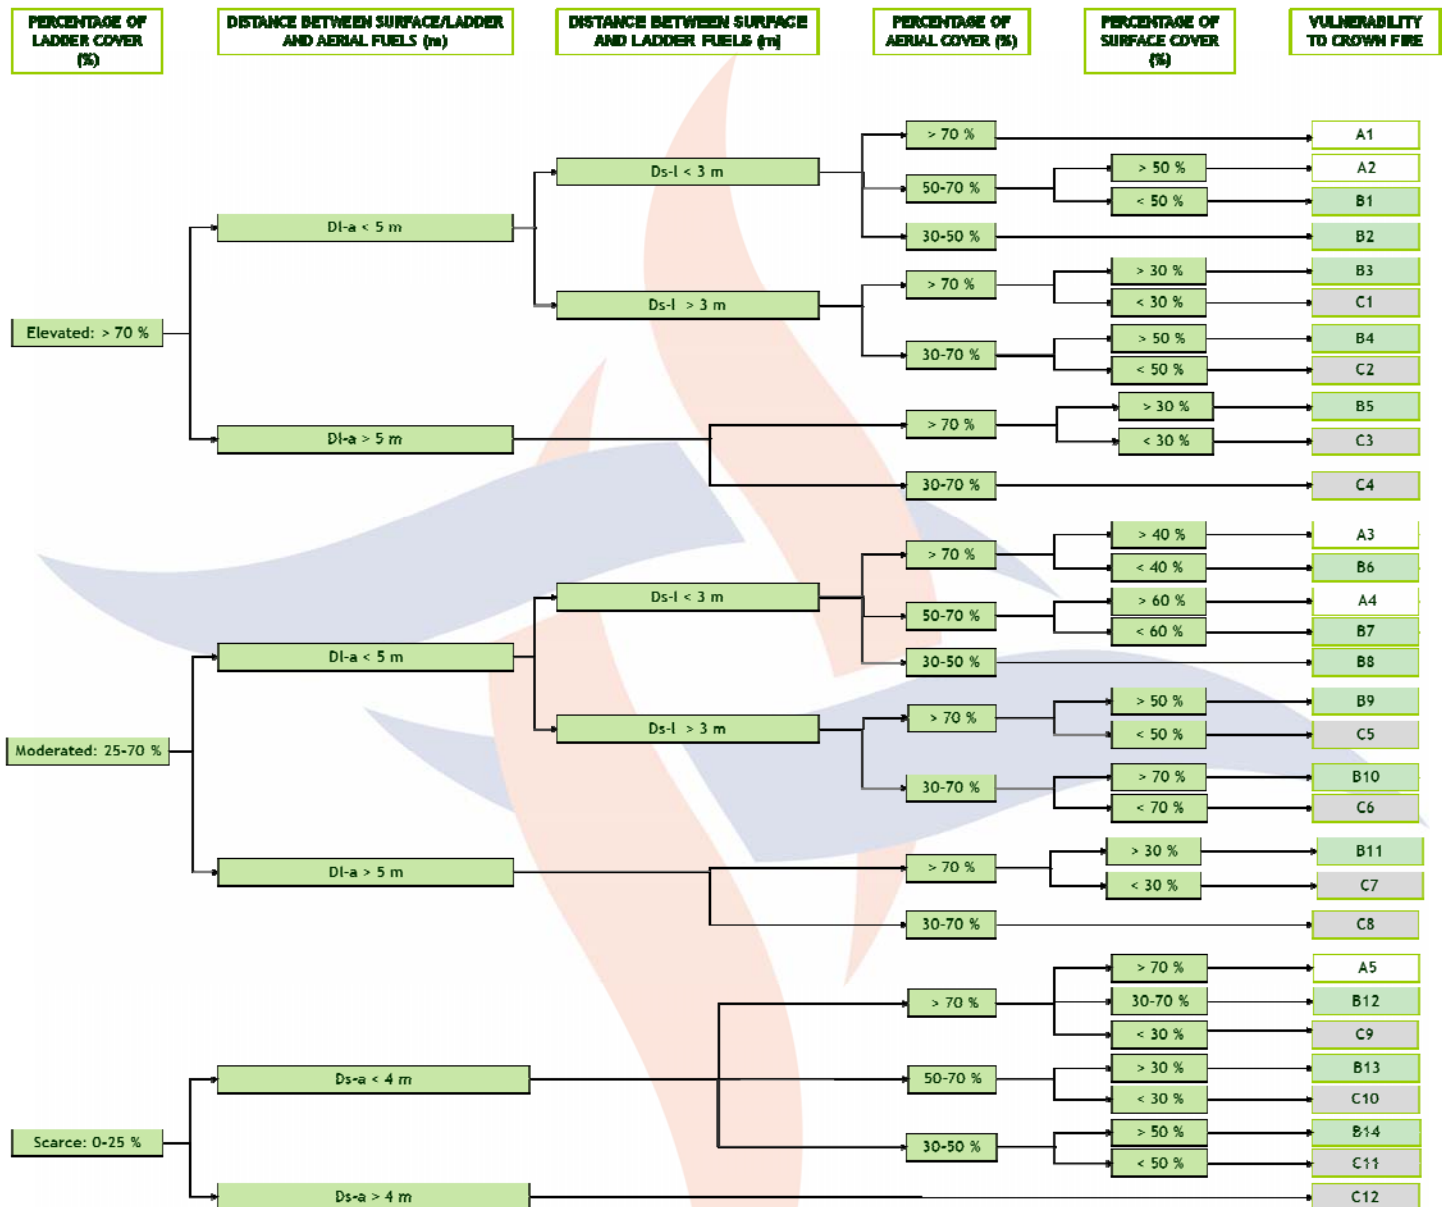 PERCENTAGE OF
LADDER COVER
(%)
DISTANCE BETWEEN SURFACE/LADDER
AND AERIAL FUELS (m)
DISTANCE BETWEEN SURFACE
AND LADDER FUELS (m)
PERCENTAGE OF
AERIAL COVER (%)
PERCENTAGE OF
SURFACE COVER
(%)
VULNERABILITY
TO CROWN FIRE
> 70 %
A1
> 50 %
A2
Ds-l < 3 m
50-70 %
< 50 %
B1
Dl-a < 5 m
30-50 %
B2
> 30 %
B3
> 70 %
< 30 %
C1
Ds-l > 3 m
Elevated: > 70 %
> 50 %
B4
30-70 %
< 50 %
C2
> 30 %
B5
> 70 %
Dl-a > 5 m
< 30 %
C3
30-70 %
C4
> 40 %
A3
> 70 %
< 40 %
B6
Ds-l < 3 m
> 60 %
A4
50-70 %
< 60 %
B7
Dl-a < 5 m
30-50 %
B8
> 50 %
B9
> 70 %
Ds-l > 3 m
< 50 %
C5
Moderated: 25-70 %
> 70 %
B10
30-70 %
< 70 %
C6
> 30 %
B11
> 70 %
Dl-a > 5 m
< 30 %
C7
30-70 %
C8
> 70 %
A5
> 70 %
30-70 %
B12
< 30 %
C9
> 30 %
B13
Ds-a < 4 m
50-70 %
< 30 %
C10
> 50 %
B14
Scarce: 0-25 %
30-50 %
< 50 %
C11
Ds-a > 4 m
C12